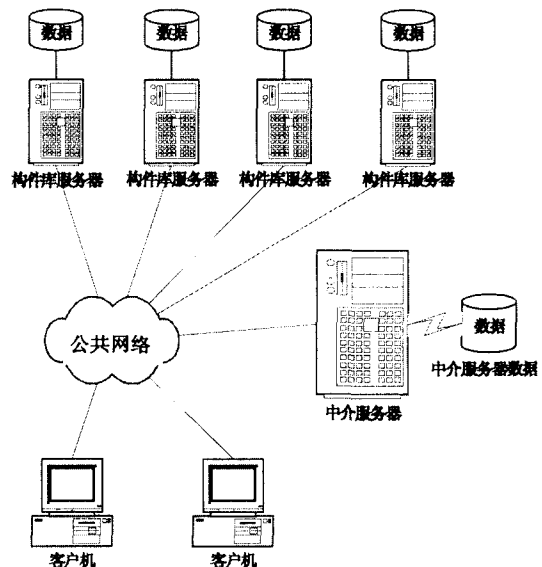 数据 数据 数据 数据
构件库服务器 构件库服务器 构件库服务器 构件库服务器
公共网络
数据
中介服务器数据
中介服务器
客户机 客户机